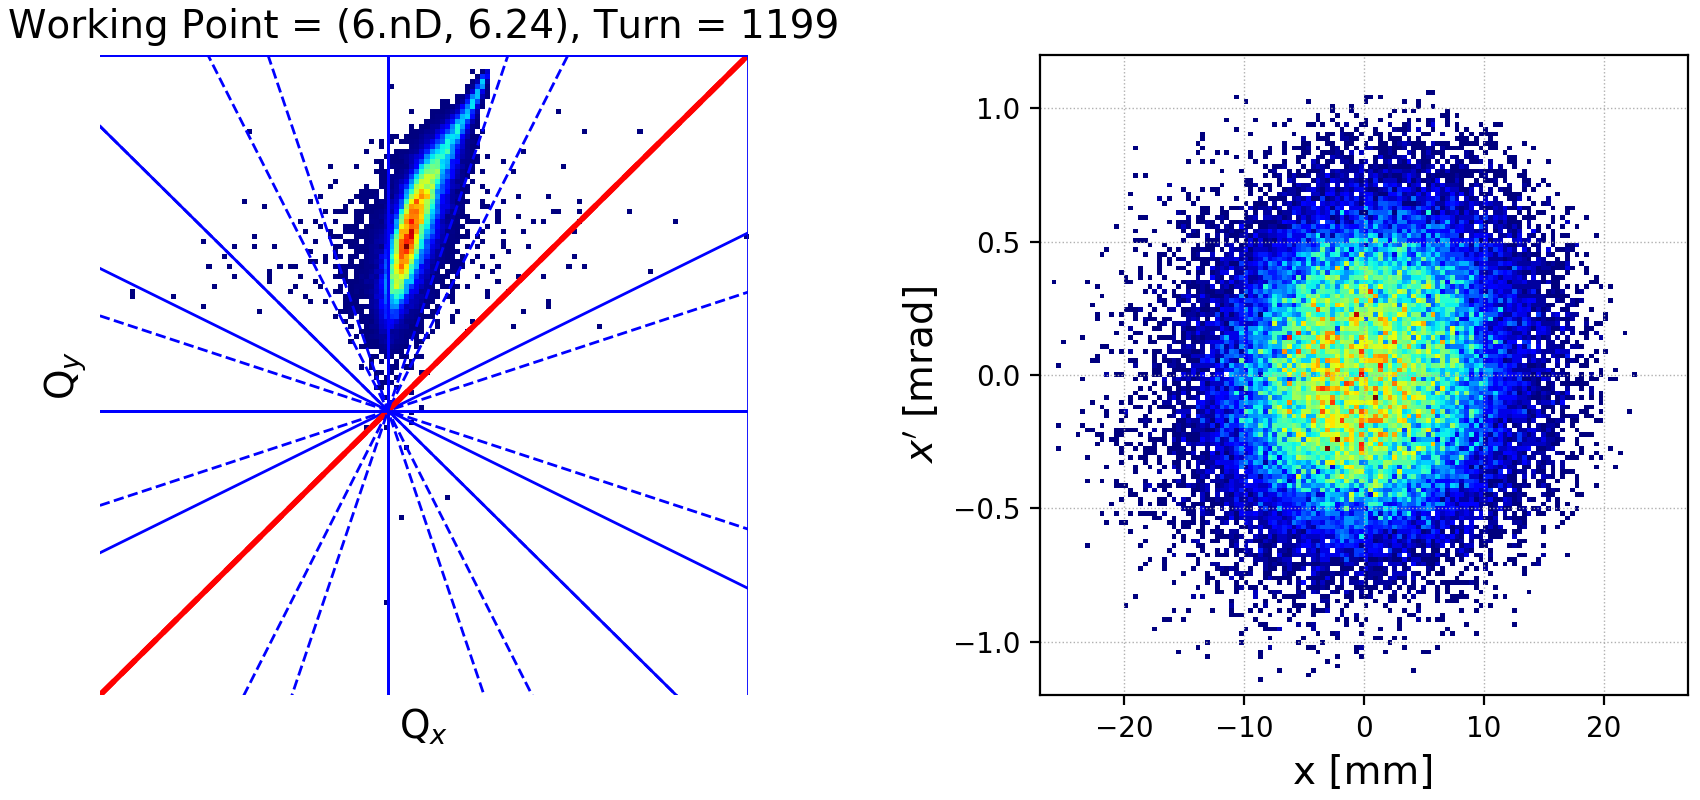 Working Point = (6.nD, 6.24), Turn = 1199
Qy
Qx
1.0
0.5
0.0
−0.5
−1.0
x′ [mrad]
−20 −10 0 10 20
x [mm]